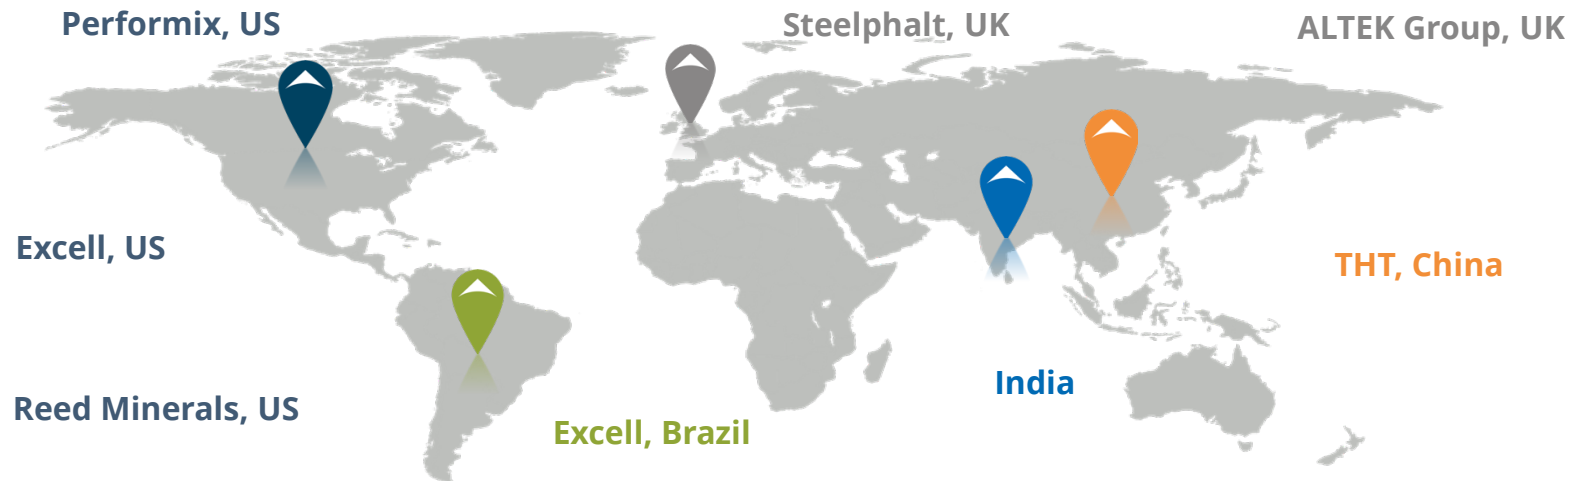 Performix, US
Steelphalt, UK
ALTEK Group, UK
Excell, US
THT, China
India
Reed Minerals, US
Excell, Brazil